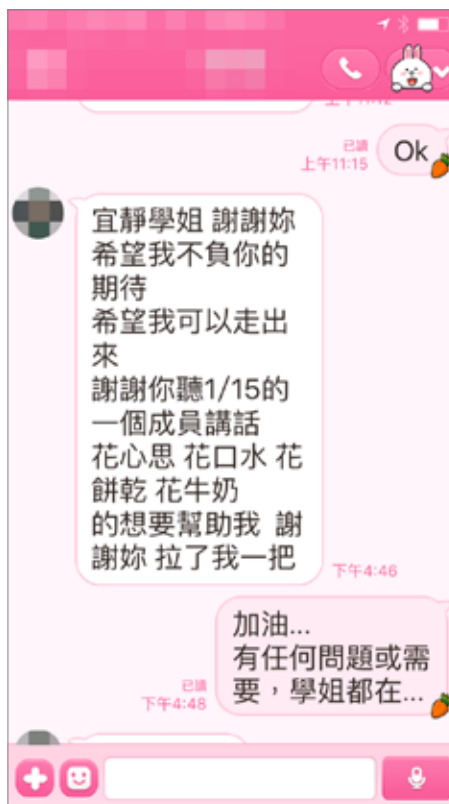 已讀
上午11:15
Ok
宜靜學姐 謝謝妳
希望我不負你的
期待
希望我可以走出
來
謝謝你聽1/15的
一個成員講話
花心思 花口水 花
餅乾 花牛奶
的想要幫助我 謝
謝妳 拉了我一把
下午4:46
加油...
有任何問題或需
要，學姐都在...
已讀
下午4:48